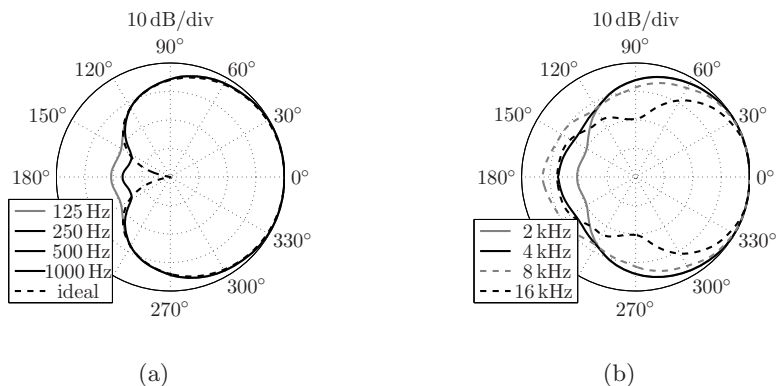 10 dB/div
90°
120°
60°
150°
30°
180°
0°
330°
300°
270°
125 Hz
250 Hz
500 Hz
1000 Hz
ideal
(a)
10 dB/div
90°
120°
60°
150°
30°
180°
0°
330°
300°
270°
2 kHz
4 kHz
8 kHz
16 kHz
(b)